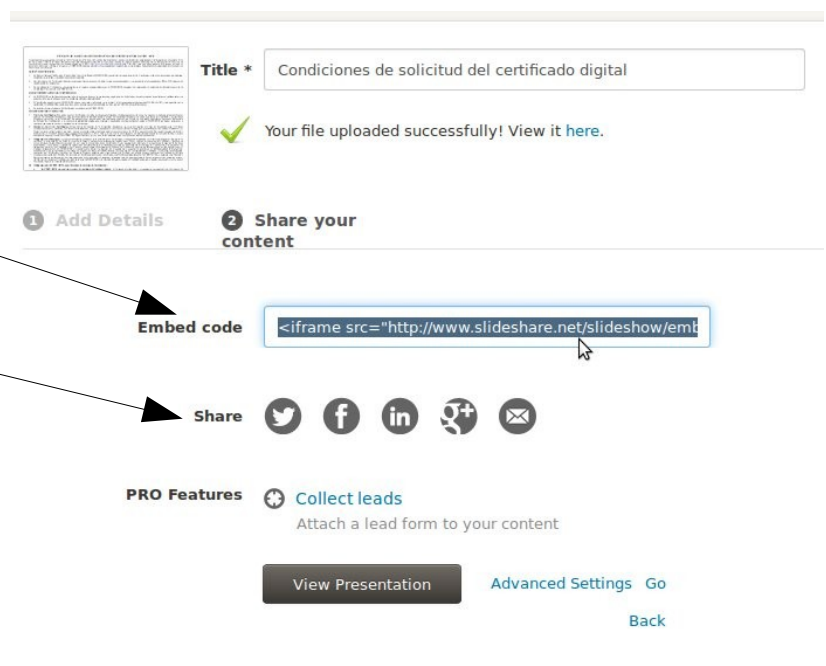 Title * Condiciones de solicitud del certificado digital
Your file uploaded successfully! View it here.
1 Add Details 2 Share your
content
Embed code <iframe src="http://www.slideshare.net/slideshow/emb
Share
PRO Features Collect leads
Attach a lead form to your content
View Presentation Advanced Settings Go
Back